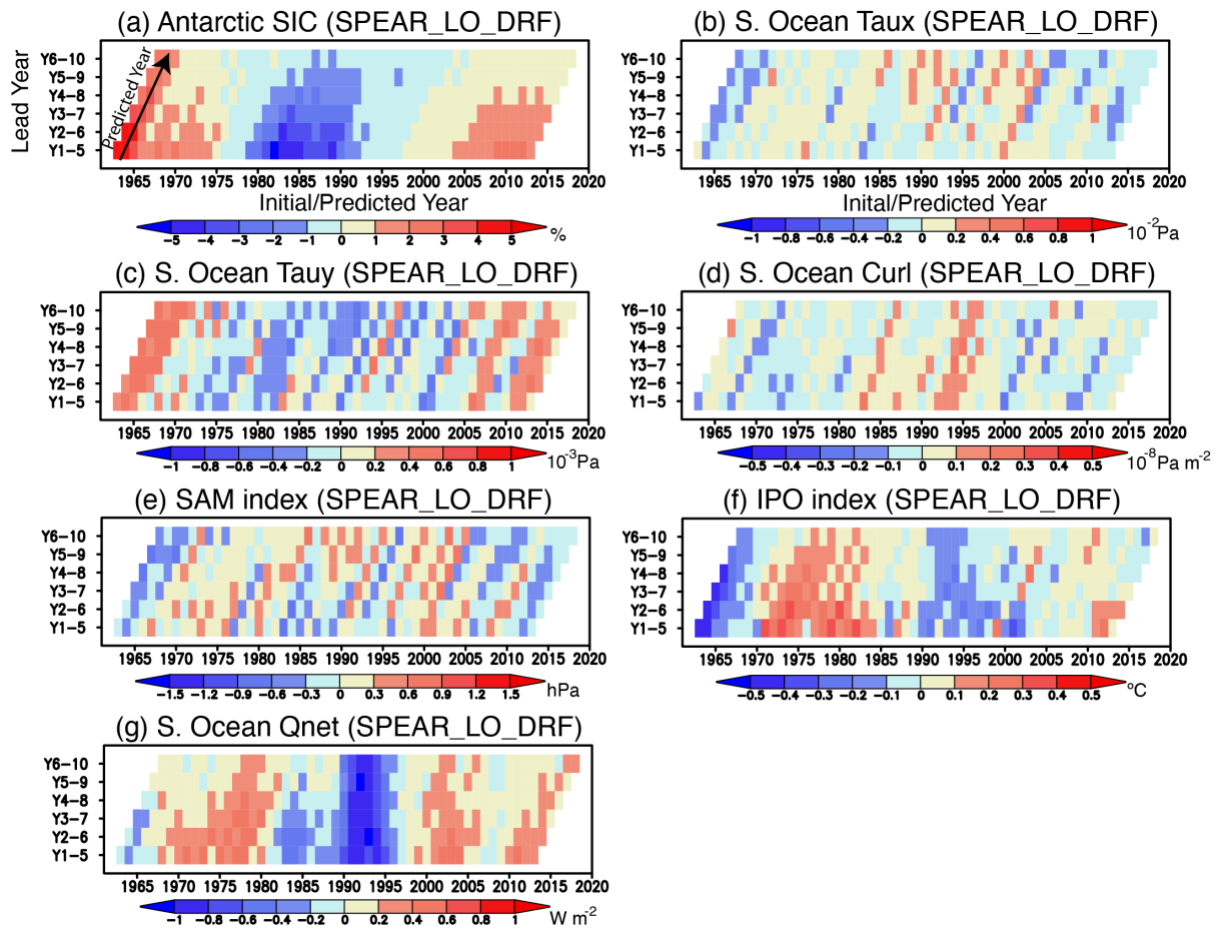 (a) Antarctic SIC (SPEAR_LO_DRF)
Lead Year
Y6−10
Y5−9
Y4−8
Y3−7
Y2−6
Y1−5
Predicted Year
1965 1970 1975 1980 1985 1990 1995 2000 2005 2010 2015 2020
Initial/Predicted Year
−5 −4 −3 −2 −1 0 1 2 3 4 5 %
(b) S. Ocean Taux (SPEAR_LO_DRF)
Y6−10
Y5−9
Y4−8
Y3−7
Y2−6
Y1−5
1965 1970 1975 1980 1985 1990 1995 2000 2005 2010 2015 2020
Inital/Predicted Year
−1 −0.8 −0.6 −0.4 −0.2 0 0.2 0.4 0.6 0.8 1 10-2Pa
(c) S. Ocean Tauy (SPEAR_LO_DRF)
Y6−10
Y5−9
Y4−8
Y3−7
Y2−6
Y1−5
1965 1970 1975 1980 1985 1990 1995 2000 2005 2010 2015 2020
−1 −0.8 −0.6 −0.4 −0.2 0 0.2 0.4 0.6 0.8 1 10-3Pa
(d) S. Ocean Curl (SPEAR_LO_DRF)
Y6−10
Y5−9
Y4−8
Y3−7
Y2−6
Y1−5
1965 1970 1975 1980 1985 1990 1995 2000 2005 2010 2015 2020
−0.5 −0.4 −0.3 −0.2 −0.1 0 0.1 0.2 0.3 0.4 0.5 10-8Pa m-2
(e) SAM index (SPEAR_LO_DRF)
Y6−10
Y5−9
Y4−8
Y3−7
Y2−6
Y1−5
1965 1970 1975 1980 1985 1990 1995 2000 2005 2010 2015 2020
−1.5 −1.2 −0.9 −0.6 −0.3 0 0.3 0.6 0.9 1.2 1.5 hPa
(f) IPO index (SPEAR_LO_DRF)
Y6−10
Y5−9
Y4−8
Y3−7
Y2−6
Y1−5
1965 1970 1975 1980 1985 1990 1995 2000 2005 2010 2015 2020
−0.5 −0.4 −0.3 −0.2 −0.1 0 0.1 0.2 0.3 0.4 0.5 °C
(g) S. Ocean Qnet (SPEAR_LO_DRF)
Y6−10
Y5−9
Y4−8
Y3−7
Y2−6
Y1−5
1965 1970 1975 1980 1985 1990 1995 2000 2005 2010 2015 2020
−1 −0.8 −0.6 −0.4 −0.2 0 0.2 0.4 0.6 0.8 1 W m-2